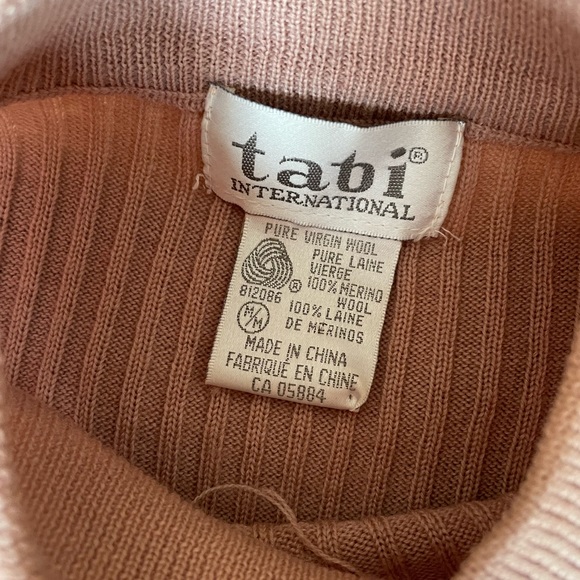 tabi®
INTERNATIONAL
PURE VIRGIN WOOL
PURE LAINE
VIERGE
100% MERINO
WOOL
812086 ®
100% LAINE
DE MERINOS
M/M
MADE IN CHINA
FABRIQUÉ EN CHINE
CA 05884